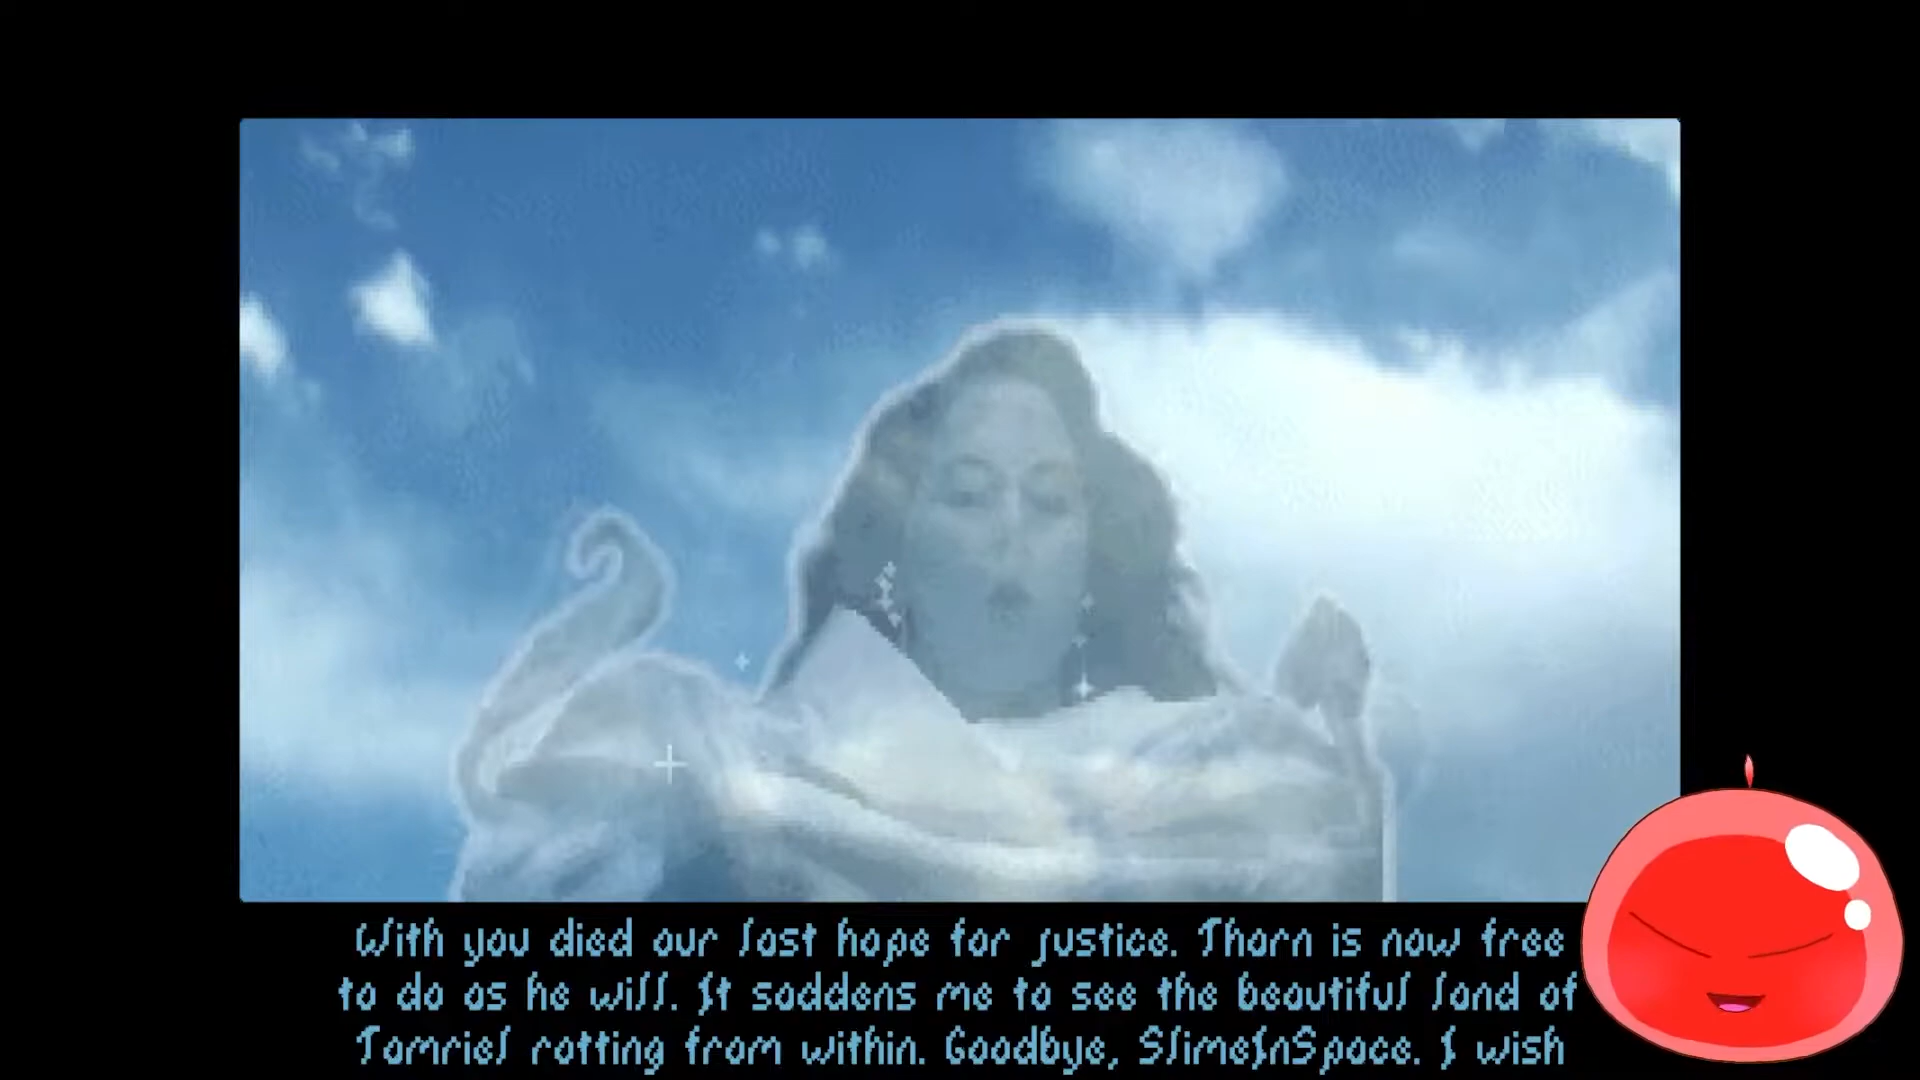 With you died our last hope for justice. Tharn is now free
to do as he will. It saddens me to see the beautiful land of
Tamriel rotting from within. Goodbye, SlimeInSpace. I wish